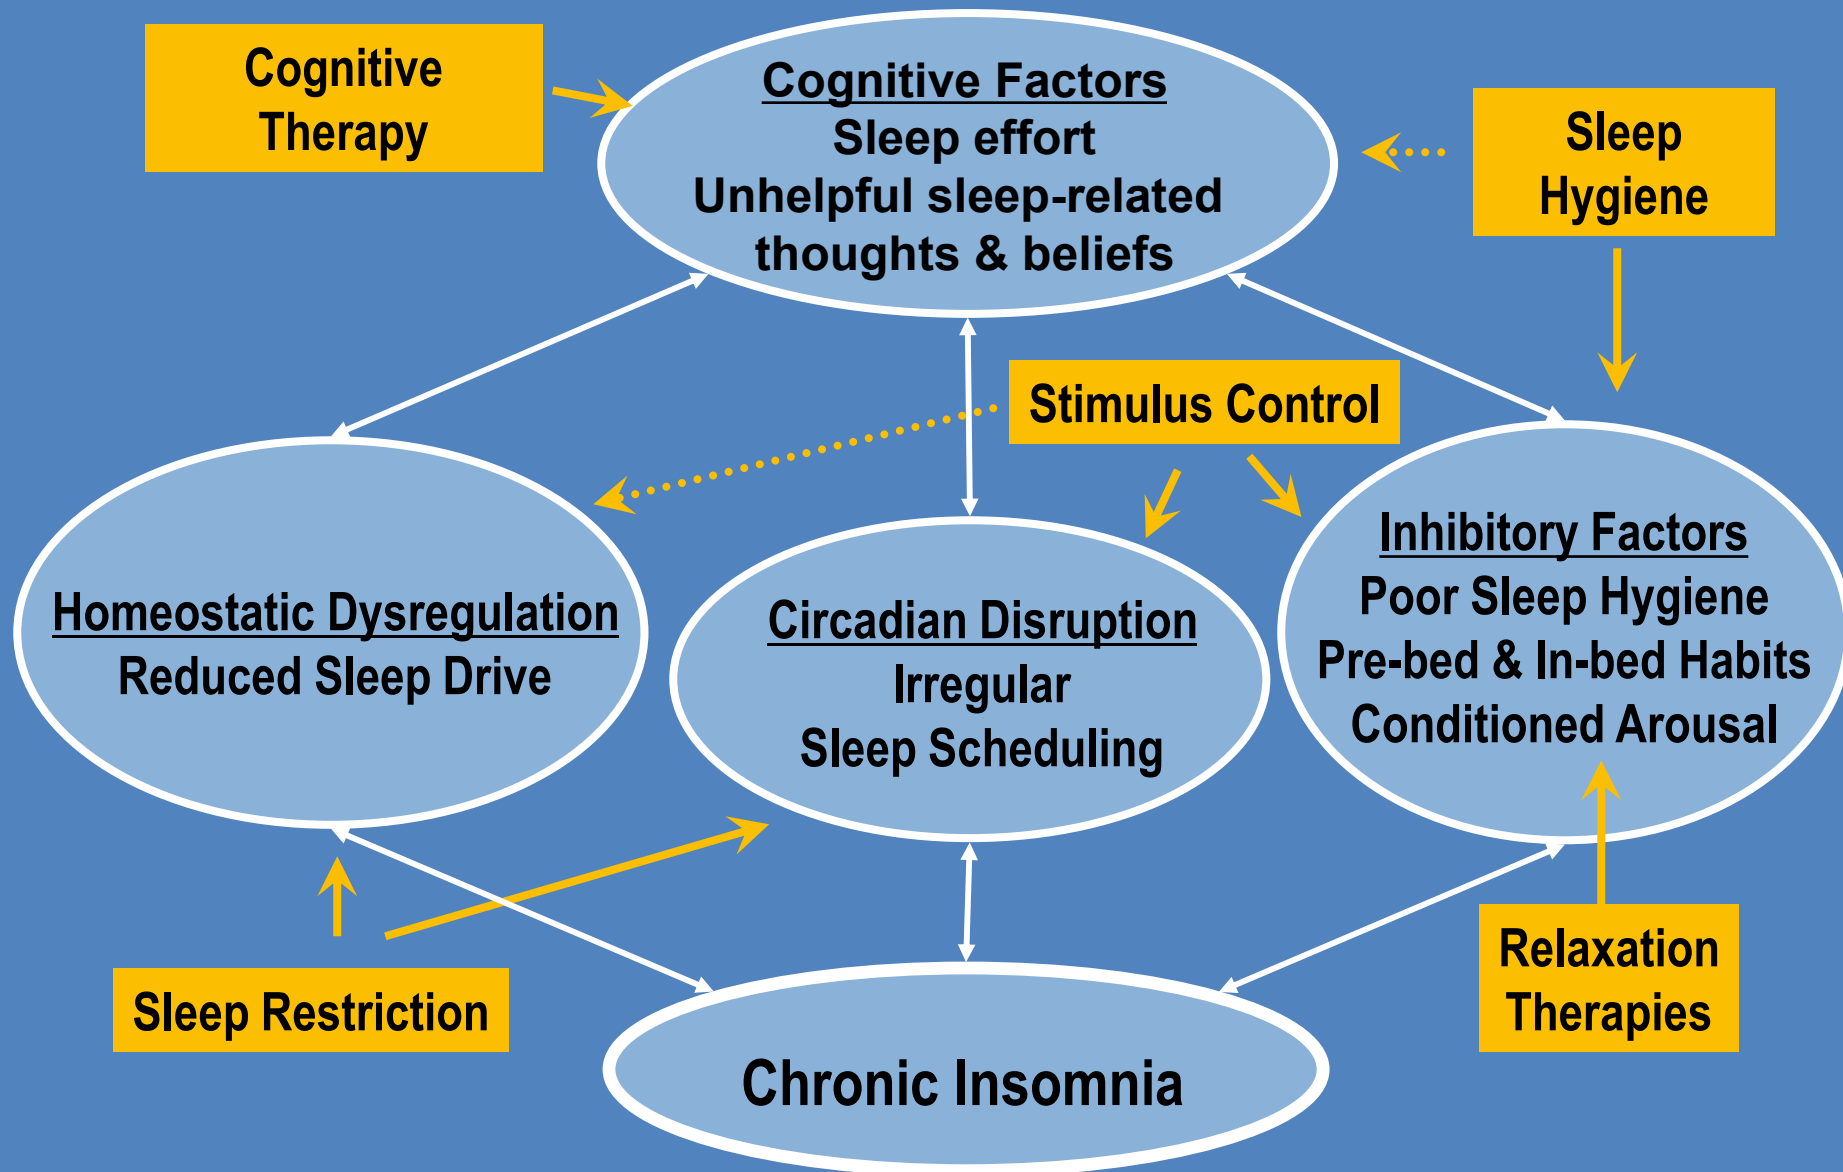 Cognitive
Therapy
Cognitive Factors
Sleep effort
Unhelpful sleep-related
thoughts & beliefs
Sleep
Hygiene
Stimulus Control
Homeostatic Dysregulation
Reduced Sleep Drive
Circadian Disruption
Irregular
Sleep Scheduling
Inhibitory Factors
Poor Sleep Hygiene
Pre-bed & In-bed Habits
Conditioned Arousal
Sleep Restriction
Chronic Insomnia
Relaxation
Therapies